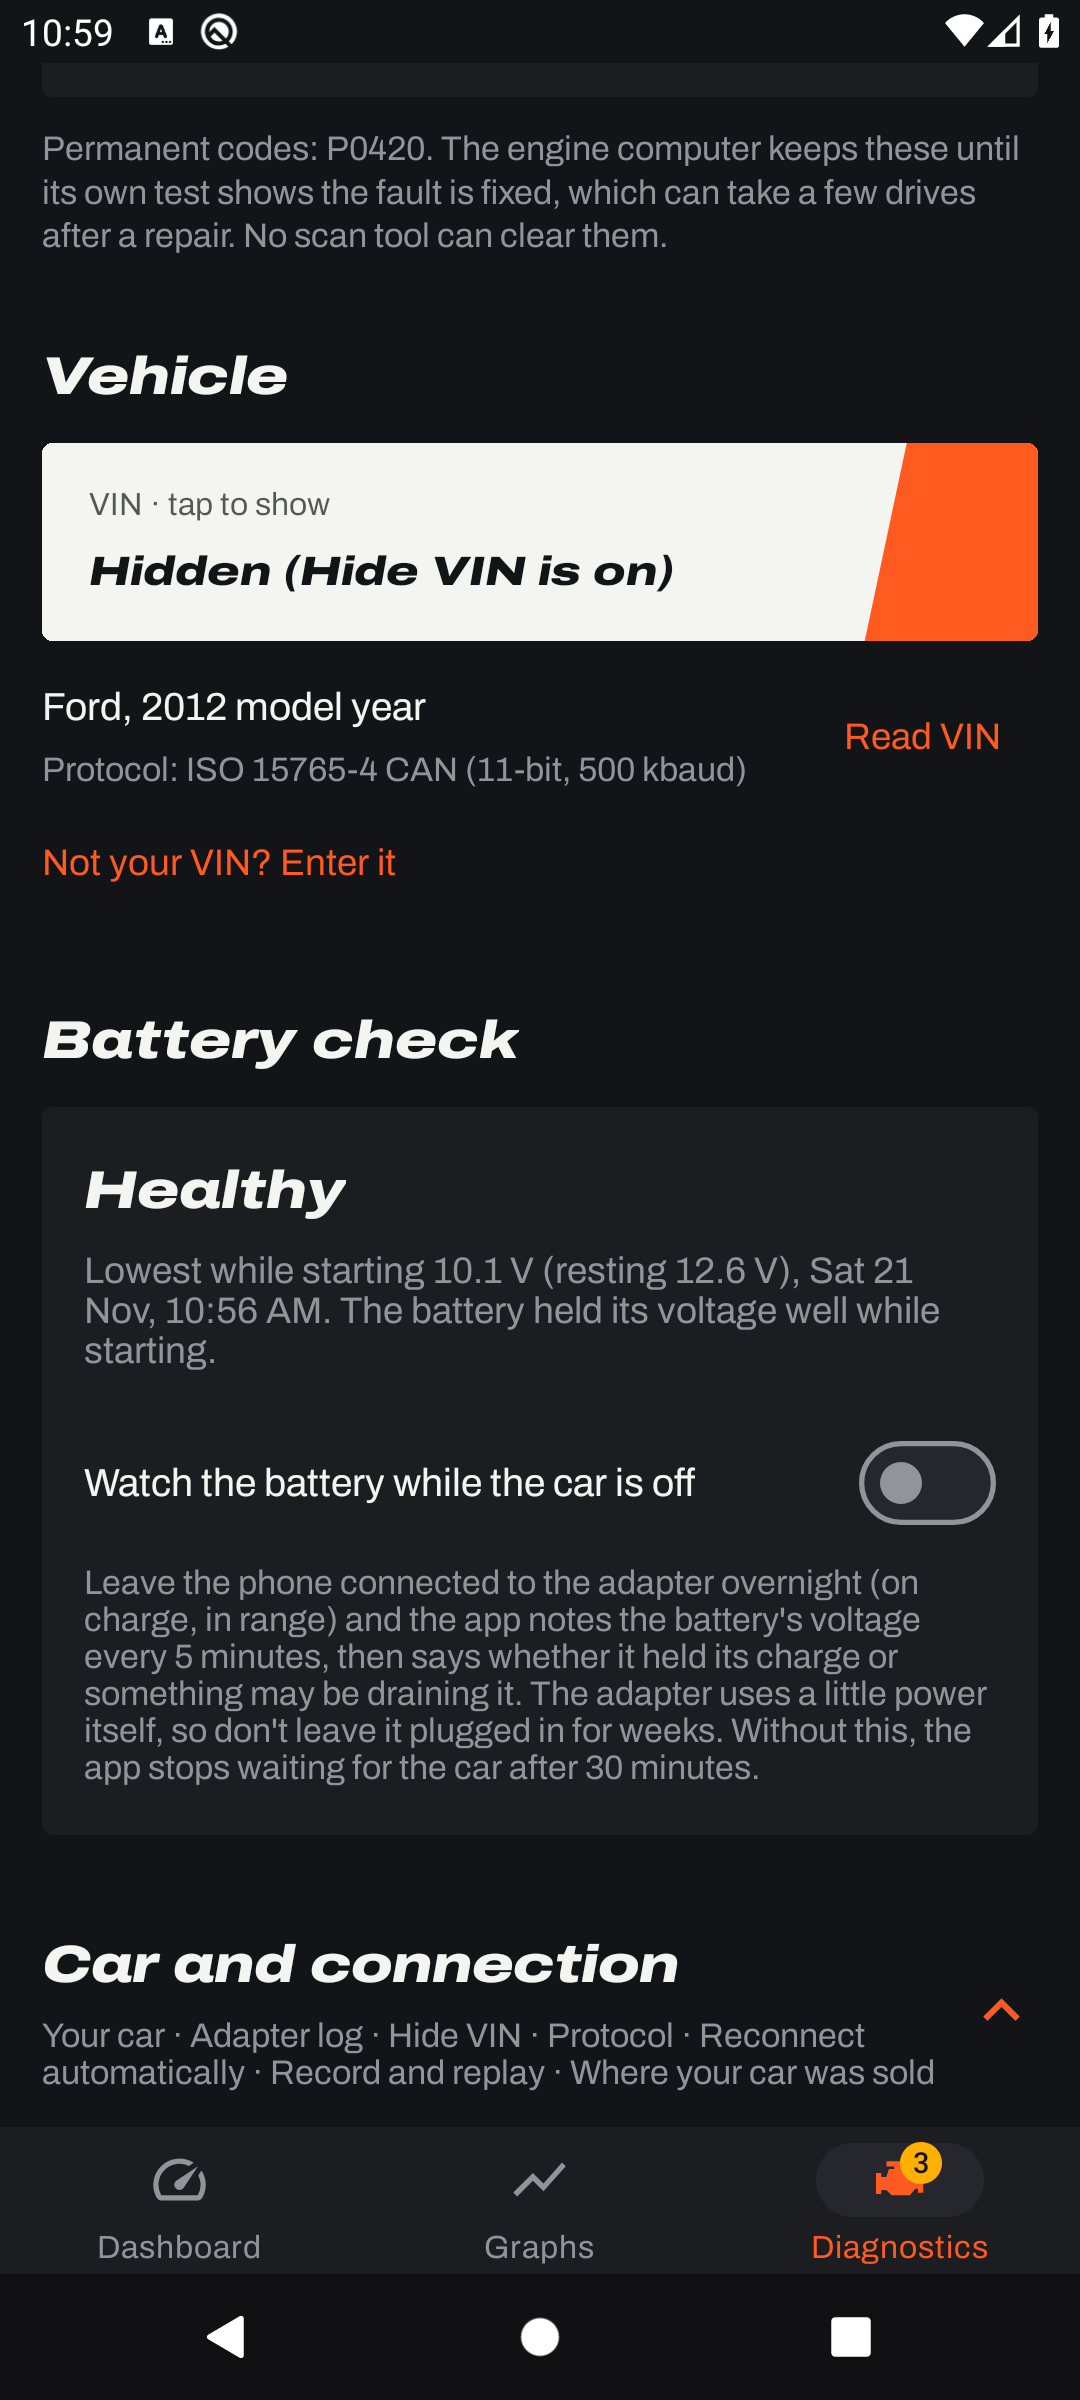 10:59
Permanent codes: P0420. The engine computer keeps these until
its own test shows the fault is fixed, which can take a few drives
after a repair. No scan tool can clear them.
Vehicle
VIN · tap to show
Hidden (Hide VIN is on)
Ford, 2012 model year
Protocol: ISO 15765-4 CAN (11-bit, 500 kbaud)
Read VIN
Not your VIN? Enter it
Battery check
Healthy
Lowest while starting 10.1 V (resting 12.6 V), Sat 21
Nov, 10:56 AM. The battery held its voltage well while
starting.
Watch the battery while the car is off
Leave the phone connected to the adapter overnight (on
charge, in range) and the app notes the battery's voltage
every 5 minutes, then says whether it held its charge or
something may be draining it. The adapter uses a little power
itself, so don't leave it plugged in for weeks. Without this, the
app stops waiting for the car after 30 minutes.
Car and connection
Your car · Adapter log · Hide VIN · Protocol · Reconnect
automatically · Record and replay · Where your car was sold
3
Dashboard
Graphs
Diagnostics